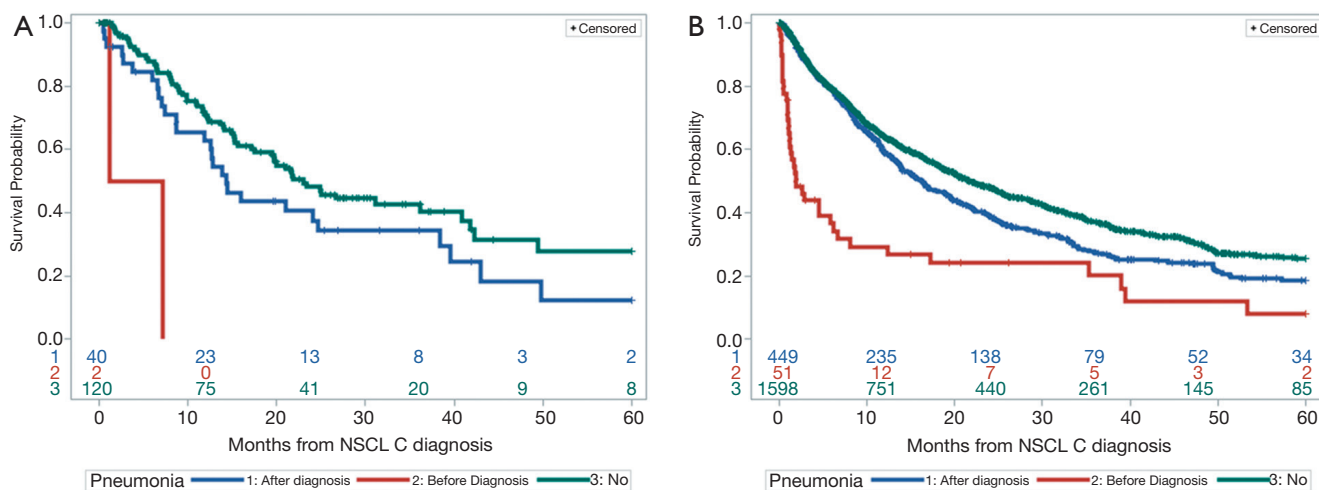 A
1.0
0.8
0.6
0.4
0.2
0.0
Survival Probability
+ Censored
1 40 23 13 8 3 2
2 2 0
3 120 75 41 20 9 8
0 10 20 30 40 50 60
Months from NSCL C diagnosis
Pneumonia 1: After diagnosis 2: Before Diagnosis 3: No
B
1.0
0.8
0.6
0.4
0.2
0.0
Survival Probability
+ Censored
1 449 235 138 79 52 34
2 51 12 7 5 3 2
3 1598 751 440 261 145 85
0 10 20 30 40 50 60
Months from NSCL C diagnosis
Pneumonia 1: After diagnosis 2: Before Diagnosis 3: No